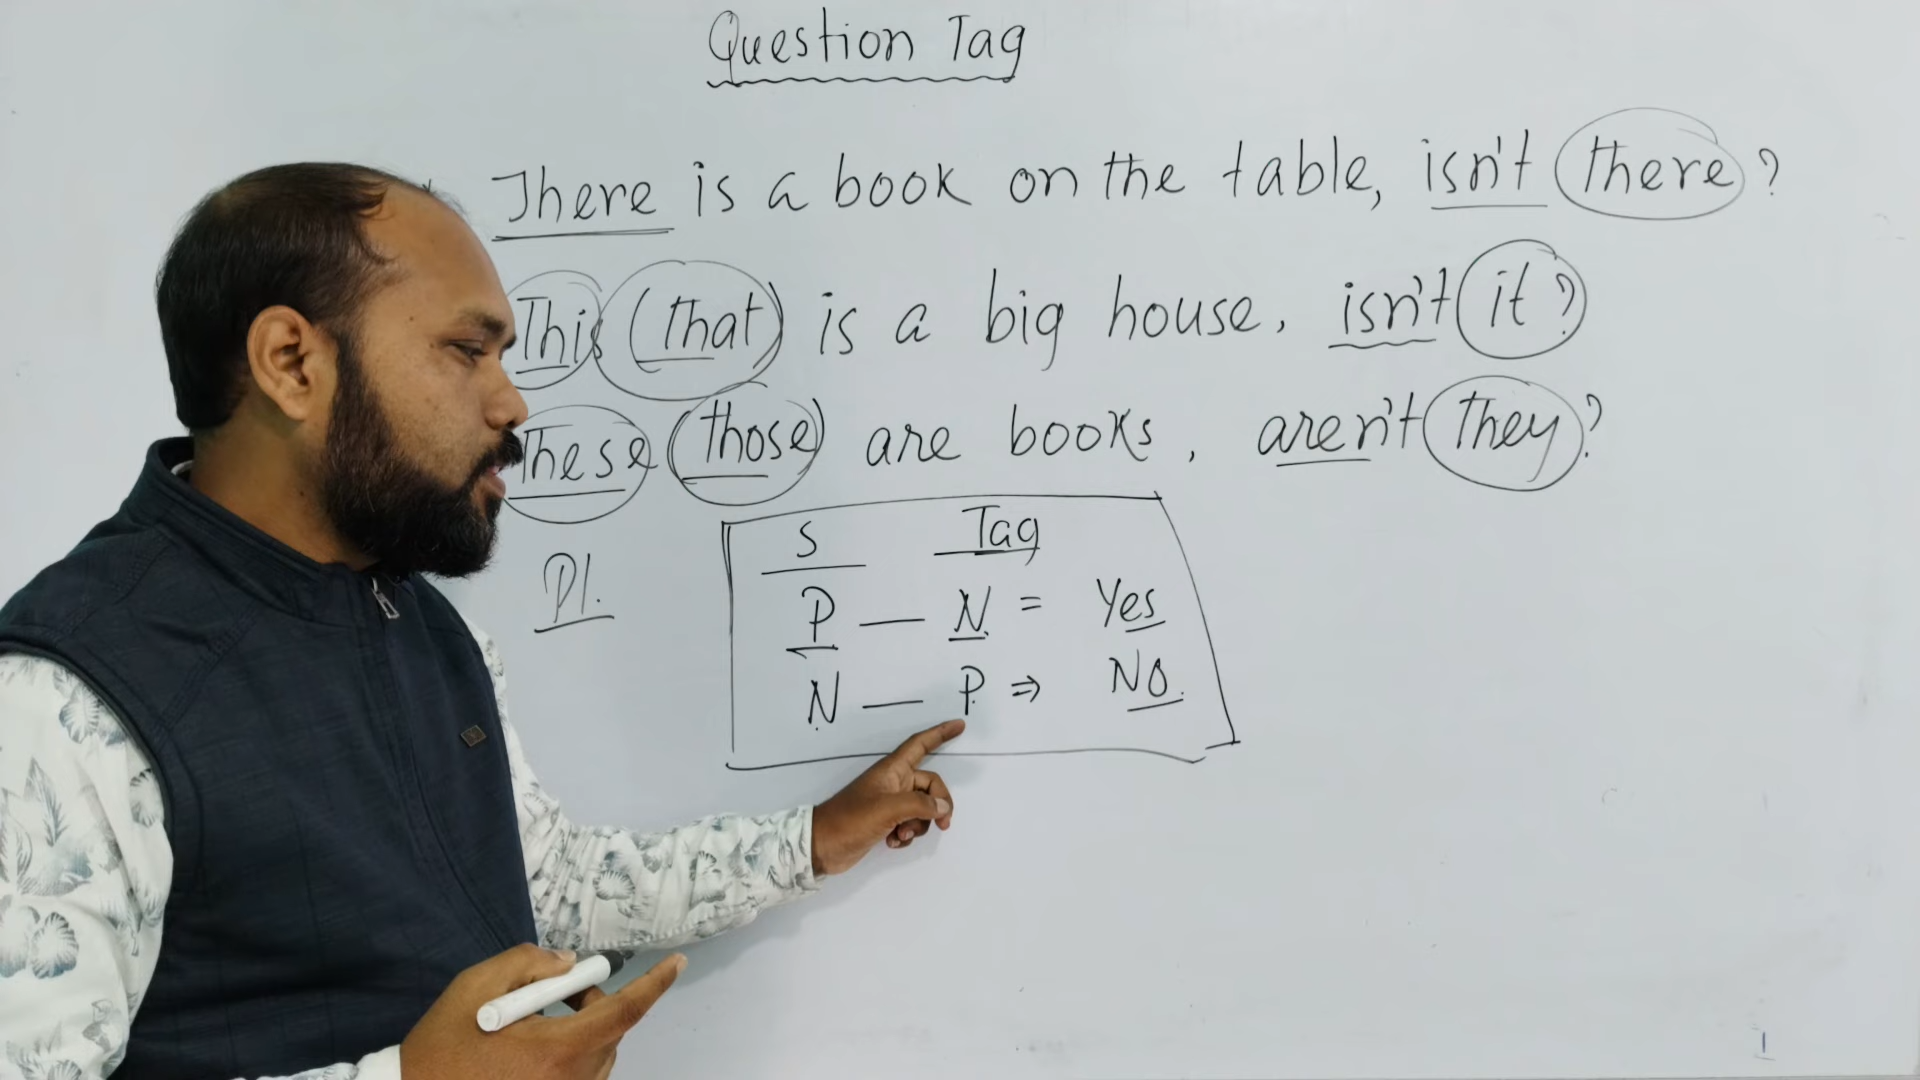 Question Tag
There is a book on the table, isn't there?
This (that) is a big house, isn't it?
These (those) are books, aren't they?
S Tag
Pl.
P — N = Yes
N — P ⇒ No.